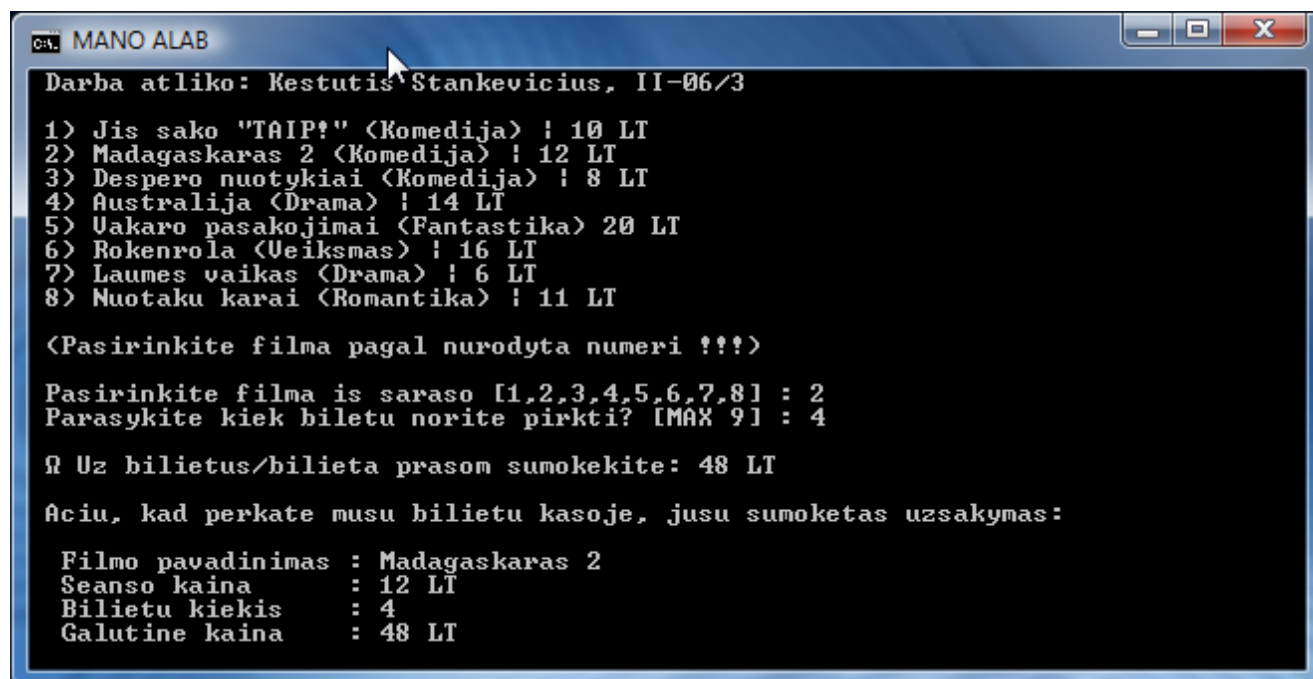 MANO ALAB
Darba atliko: Kestutis Stankevicius, II-06/3
1) Jis sako "TAIP!" (Komedija) ¦ 10 LT
2) Madagaskaras 2 (Komedija) ¦ 12 LT
3) Despero nuotykiai (Komedija) ¦ 8 LT
4) Australija (Drama) ¦ 14 LT
5) Vakaro pasakojimai (Fantastika) 20 LT
6) Rokenrola (Veiksmas) ¦ 16 LT
7) Laumes vaikas (Drama) ¦ 6 LT
8) Nuotaku karai (Romantika) ¦ 11 LT
(Pasirinkite filma pagal nurodyta numeri !!!)
Pasirinkite filma is saraso [1,2,3,4,5,6,7,8] : 2
Parasykite kiek biletu norite pirkti? [MAX 9] : 4
Ω Uz bilietus/bilieta prasom sumokekite: 48 LT
Aciu, kad perkate musu bilietu kasoje, jusu sumoketas uzsakymas:
Filmo pavadinimas : Madagaskaras 2
Seanso kaina : 12 LT
Bilietu kiekis : 4
Galutine kaina : 48 LT